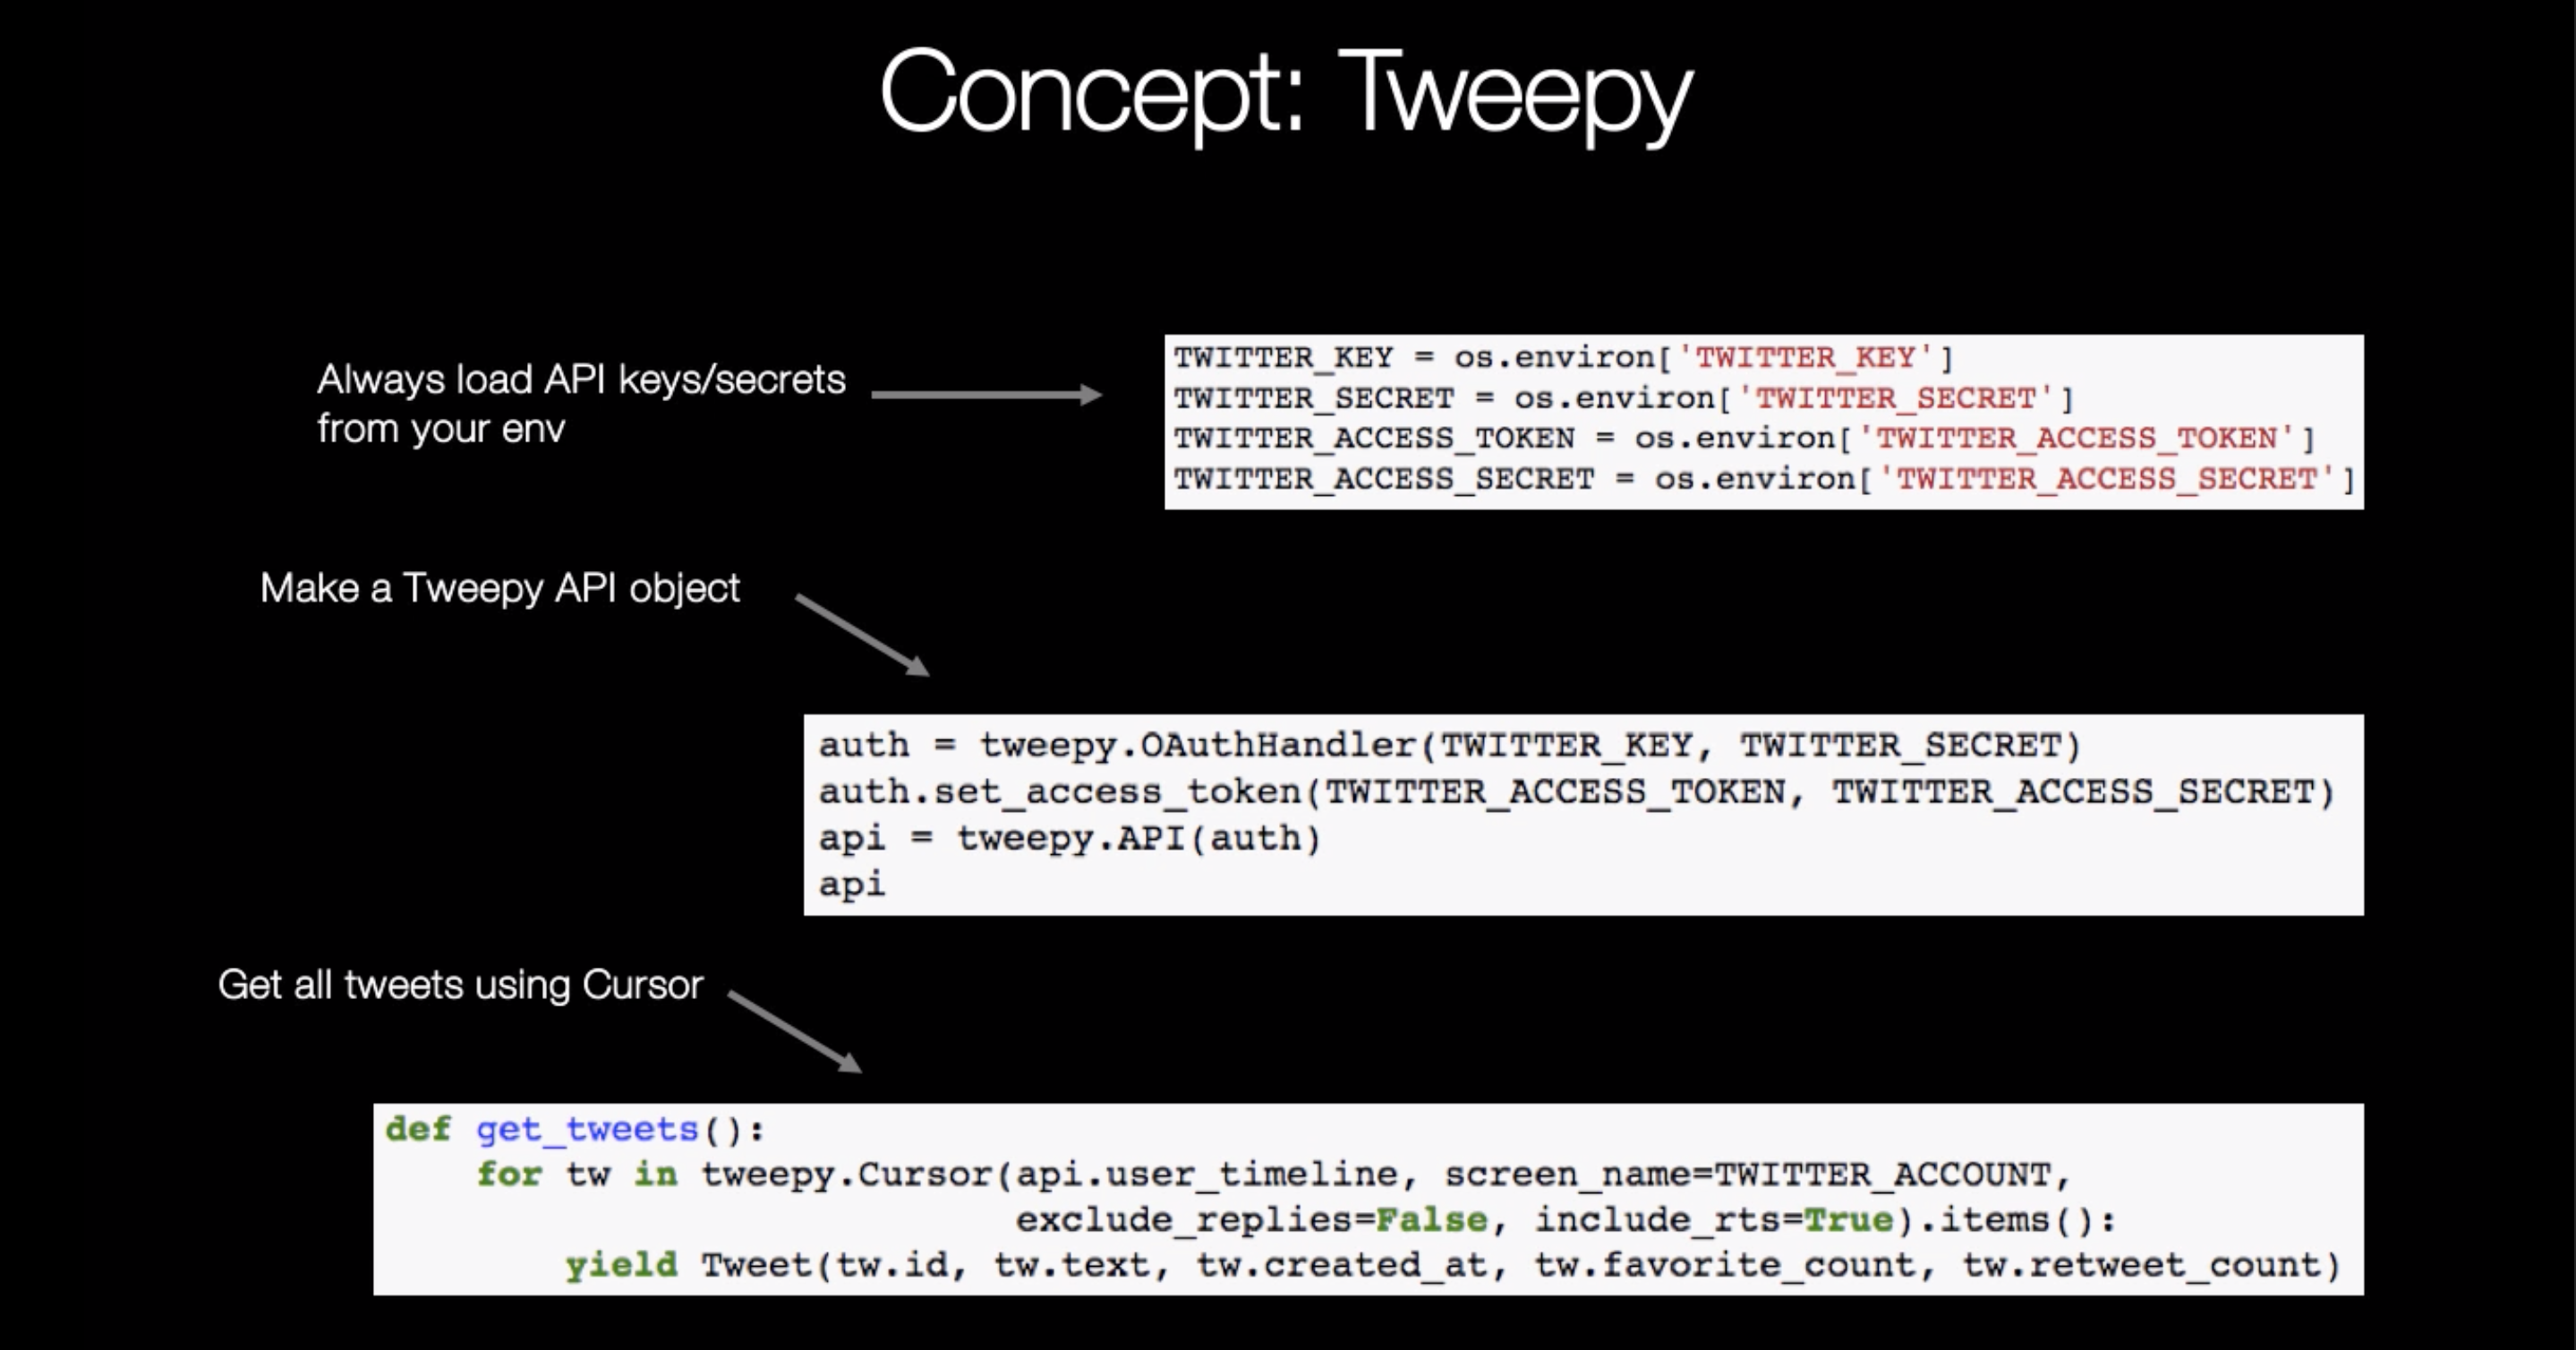 Concept: Tweepy
Always load API keys/secrets
from your env
TWITTER_KEY = os.environ['TWITTER_KEY']
TWITTER_SECRET = os.environ['TWITTER_SECRET']
TWITTER_ACCESS_TOKEN = os.environ['TWITTER_ACCESS_TOKEN']
TWITTER_ACCESS_SECRET = os.environ['TWITTER_ACCESS_SECRET']
Make a Tweepy API object
auth = tweepy.OAuthHandler(TWITTER_KEY, TWITTER_SECRET)
auth.set_access_token(TWITTER_ACCESS_TOKEN, TWITTER_ACCESS_SECRET)
api = tweepy.API(auth)
api
Get all tweets using Cursor
def get_tweets():
    for tw in tweepy.Cursor(api.user_timeline, screen_name=TWITTER_ACCOUNT,
                            exclude_replies=False, include_rts=True).items():
        yield Tweet(tw.id, tw.text, tw.created_at, tw.favorite_count, tw.retweet_count)